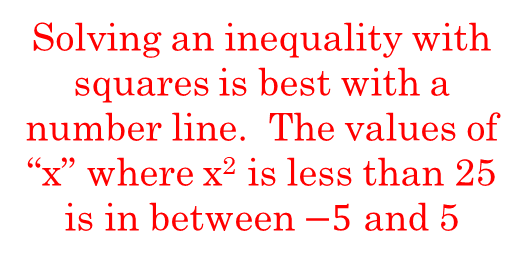 Solving an inequality with
squares is best with a
number line.  The values of
“x” where x² is less than 25
is in between −5 and 5